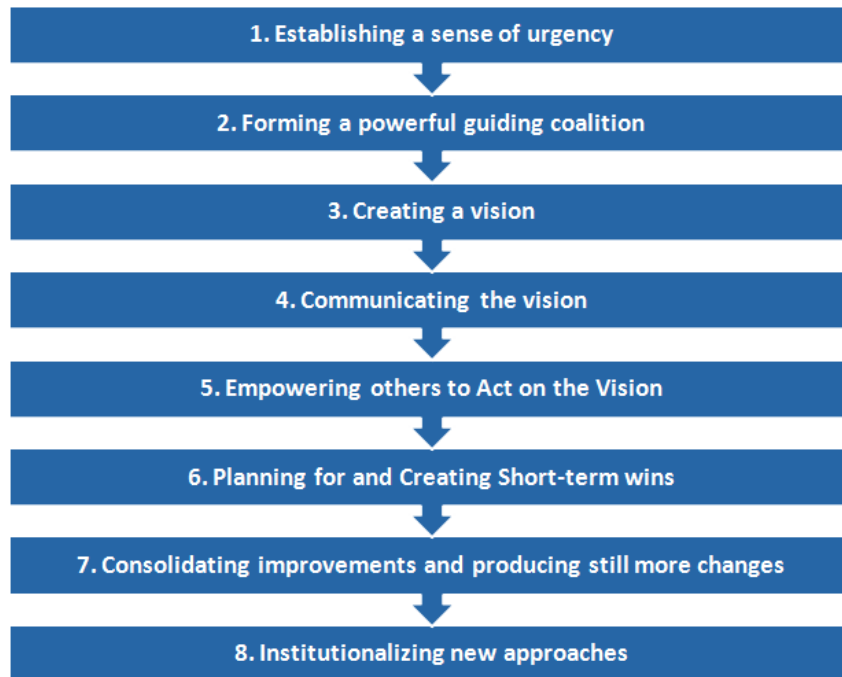 1. Establishing a sense of urgency
2. Forming a powerful guiding coalition
3. Creating a vision
4. Communicating the vision
5. Empowering others to Act on the Vision
6. Planning for and Creating Short-term wins
7. Consolidating improvements and producing still more changes
8. Institutionalizing new approaches